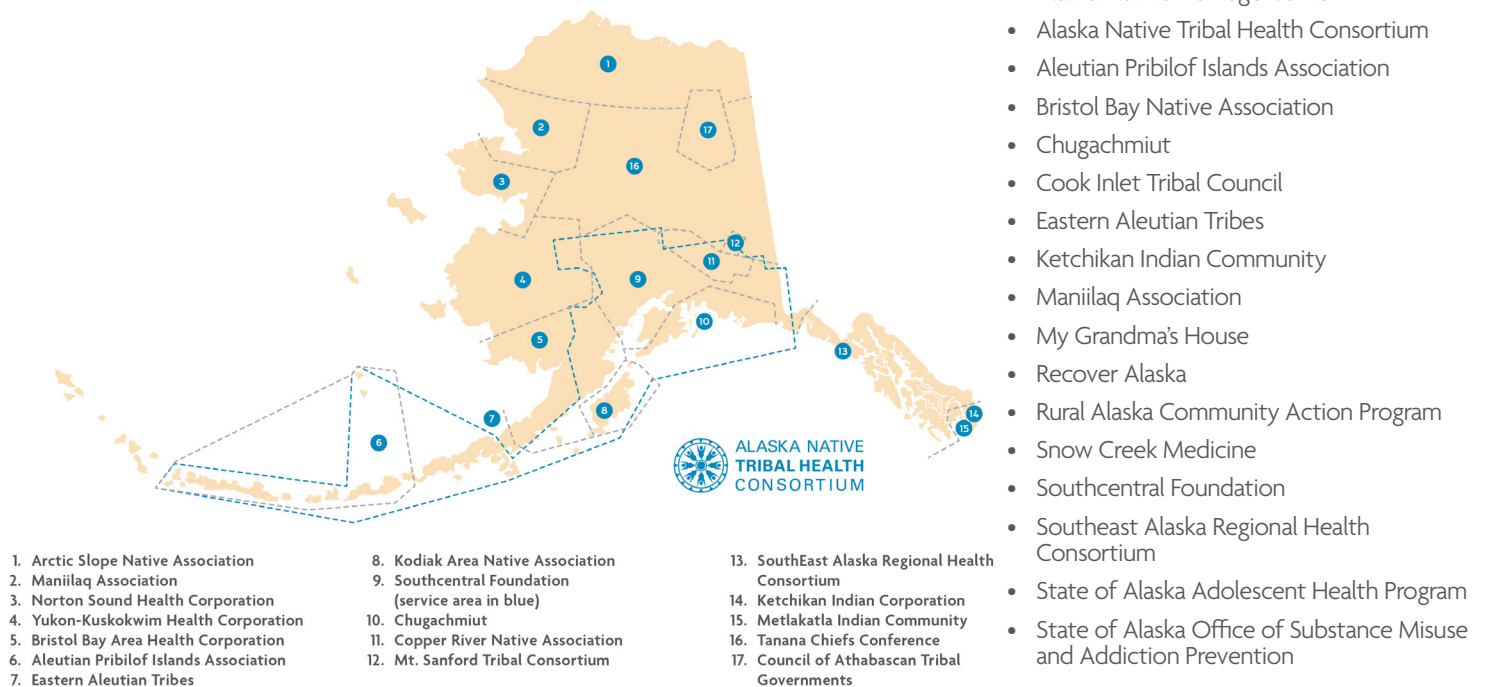 1
2
17
16
3
12
11
4
9
10
5
13
8
7
14
15
6
ALASKA NATIVE
TRIBAL HEALTH
CONSORTIUM
1. Arctic Slope Native Association
2. Maniilaq Association
3. Norton Sound Health Corporation
4. Yukon-Kuskokwim Health Corporation
5. Bristol Bay Area Health Corporation
6. Aleutian Pribilof Islands Association
7. Eastern Aleutian Tribes
8. Kodiak Area Native Association
9. Southcentral Foundation
(service area in blue)
10. Chugachmiut
11. Copper River Native Association
12. Mt. Sanford Tribal Consortium
13. SouthEast Alaska Regional Health
Consortium
14. Ketchikan Indian Corporation
15. Metlakatla Indian Community
16. Tanana Chiefs Conference
17. Council of Athabascan Tribal
Governments
• Alaska Native Tribal Health Consortium
• Aleutian Pribilof Islands Association
• Bristol Bay Native Association
• Chugachmiut
• Cook Inlet Tribal Council
• Eastern Aleutian Tribes
• Ketchikan Indian Community
• Maniilaq Association
• My Grandma’s House
• Recover Alaska
• Rural Alaska Community Action Program
• Snow Creek Medicine
• Southcentral Foundation
• Southeast Alaska Regional Health
Consortium
• State of Alaska Adolescent Health Program
• State of Alaska Office of Substance Misuse
and Addiction Prevention